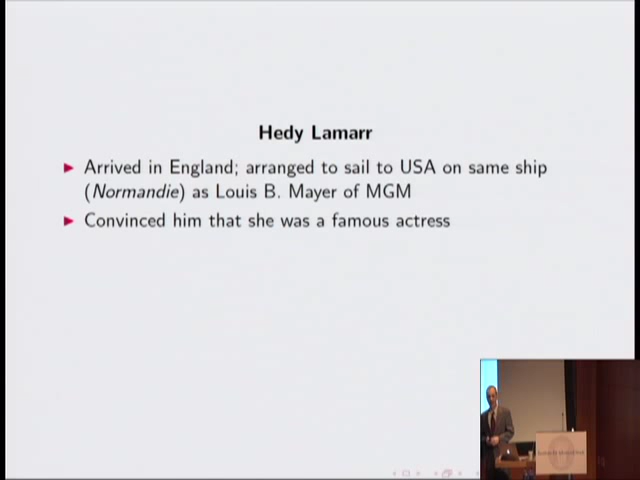 Hedy Lamarr
Arrived in England; arranged to sail to USA on same ship
(Normandie) as Louis B. Mayer of MGM
Convinced him that she was a famous actress